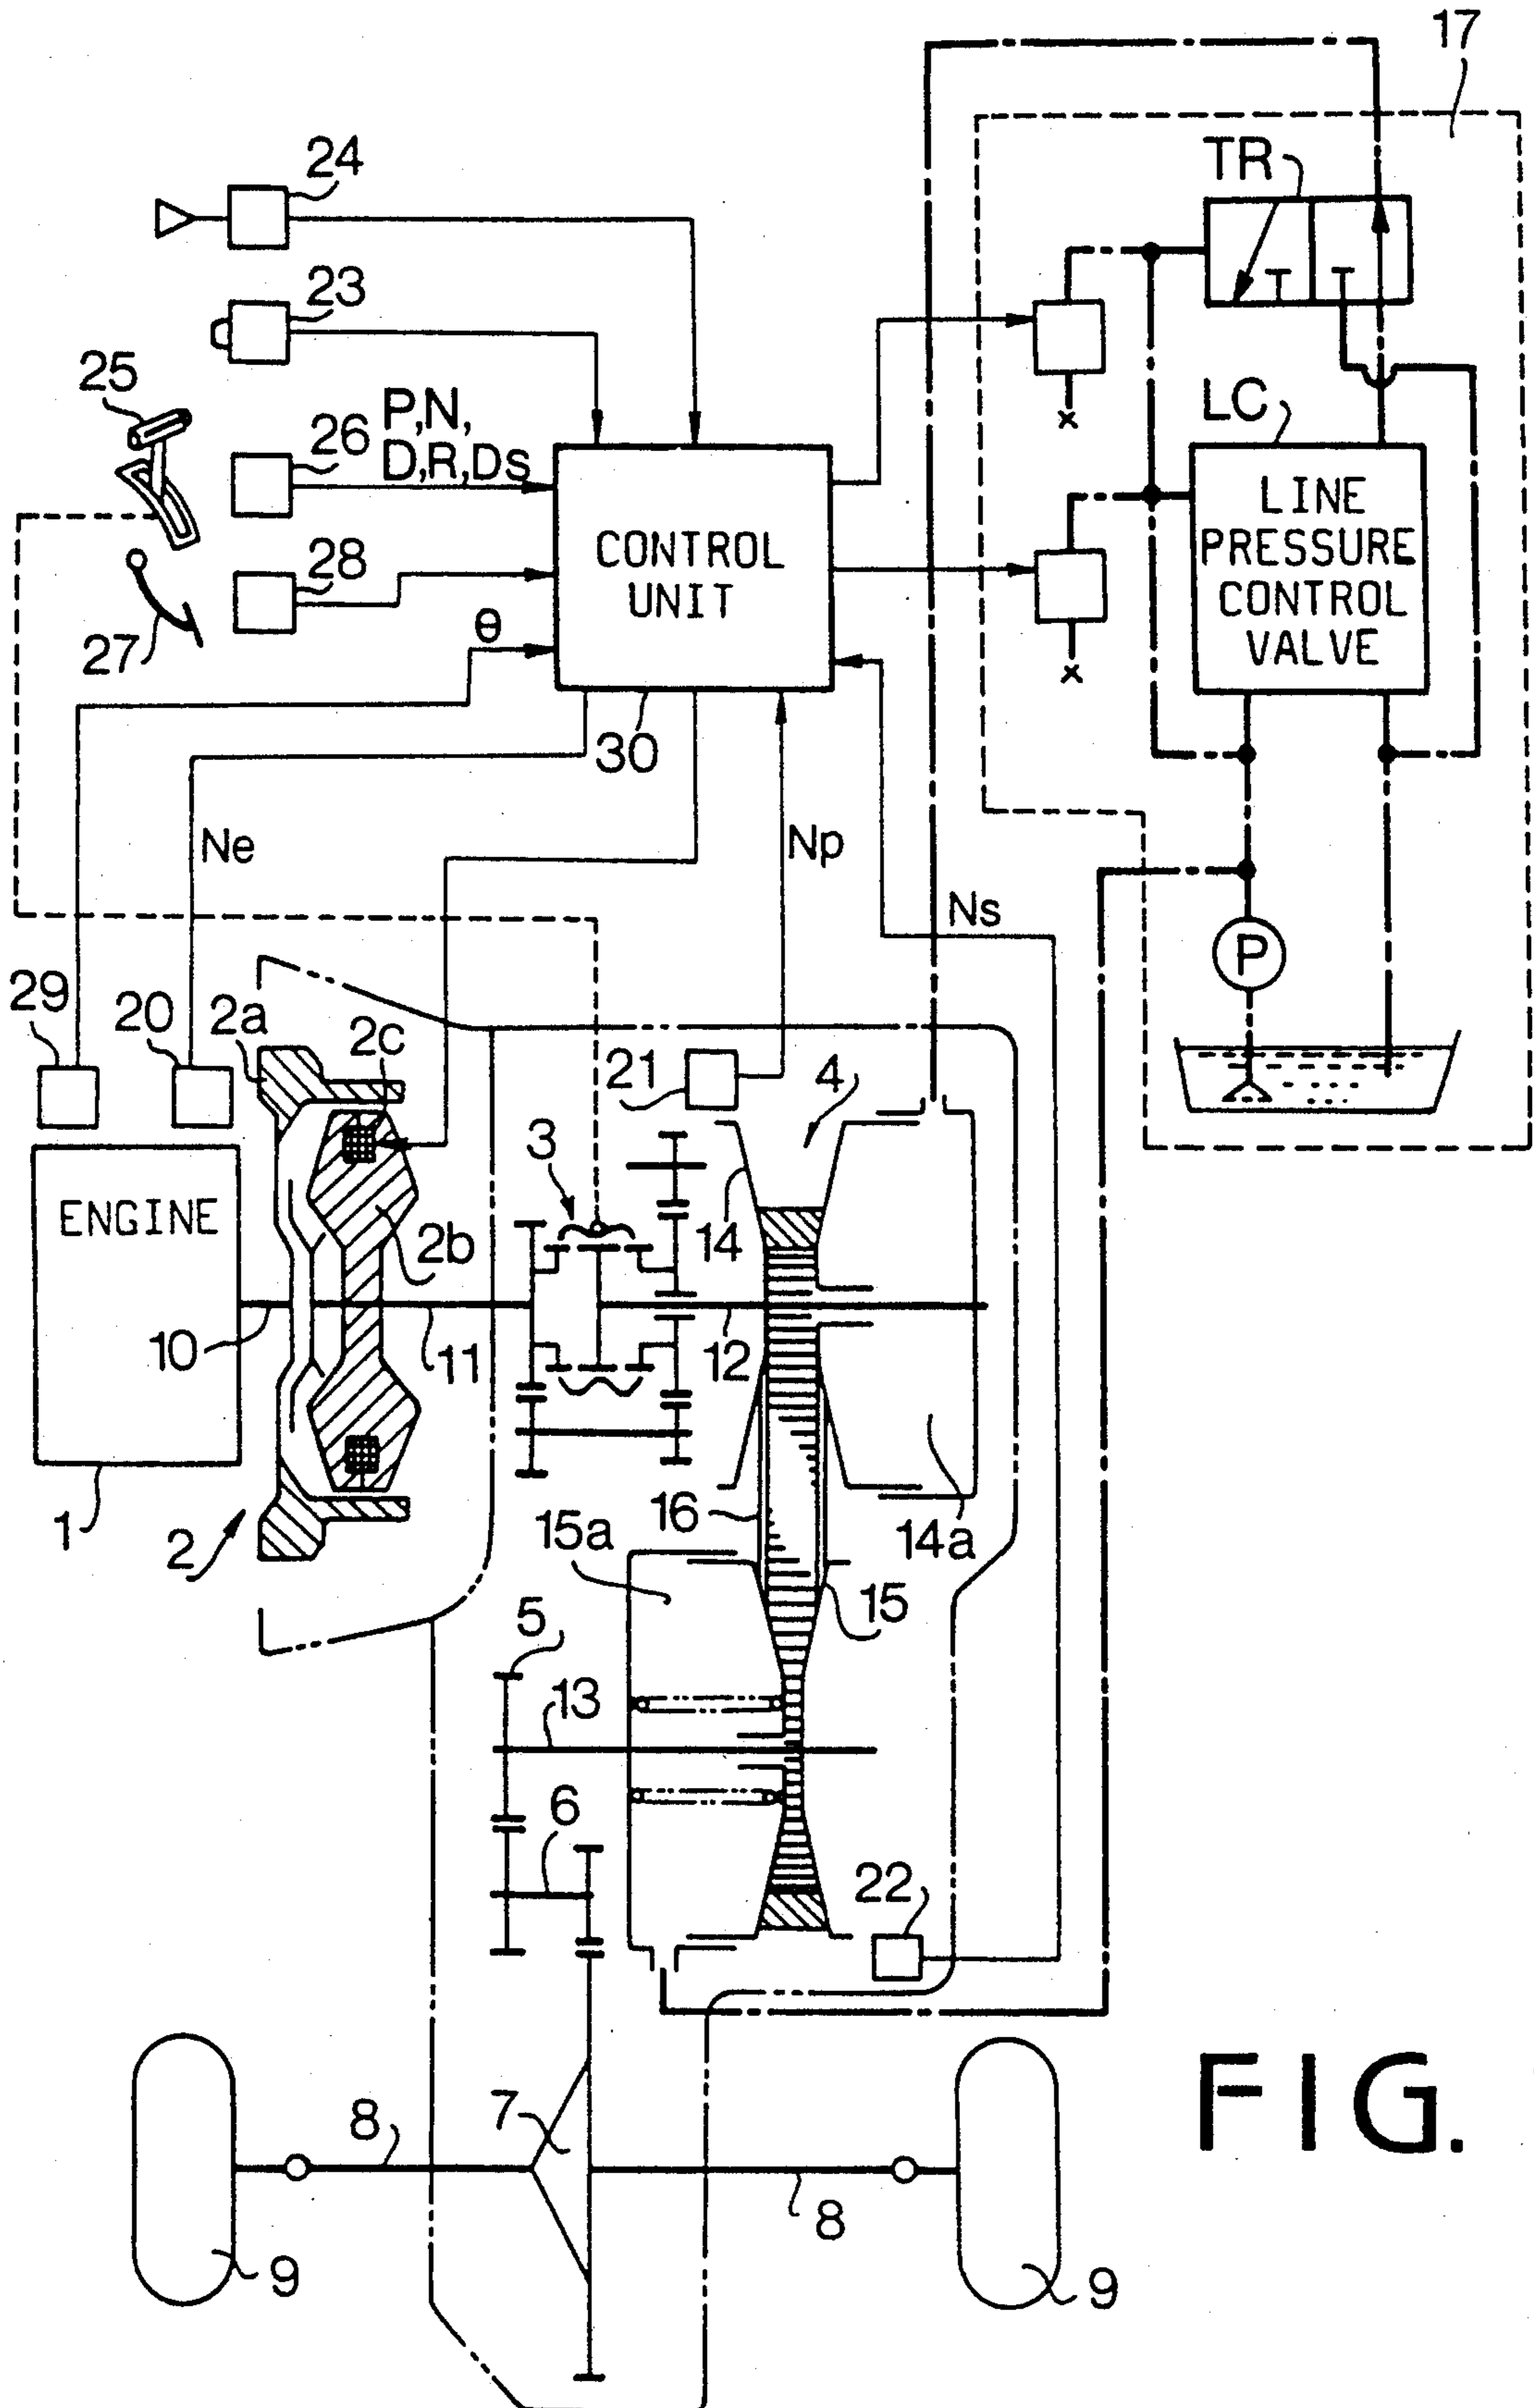 17
24
TR
23
25
P,N,
26
D,R,Ds
LC
LINE
PRESSURE
CONTROL
VALVE
CONTROL
UNIT
28
27
θ
30
Ne
Np
Ns
P
29
20
2a
2c
21
4
3
ENGINE
14
2b
10
11
12
1
2
16
15a
14a
15
5
13
6
22
7
8
8
9
9
FIG.